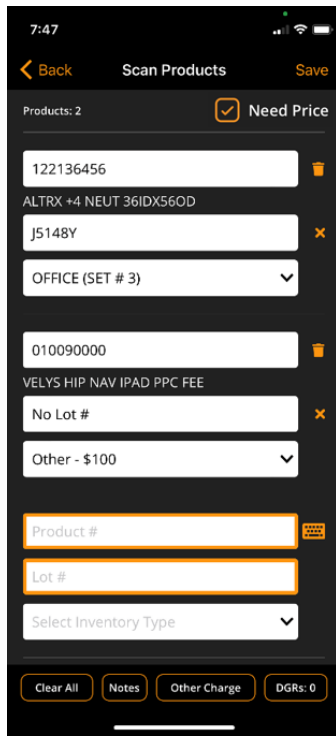 7:47
Back Scan Products Save
Products: 2 Need Price
122136456
ALTRX +4 NEUT 36IDX56OD
J5148Y
OFFICE (SET # 3)
010090000
VELYS HIP NAV IPAD PPC FEE
No Lot #
Other - $100
Product #
Lot #
Select Inventory Type
Clear All Notes Other Charge DGRs: 0